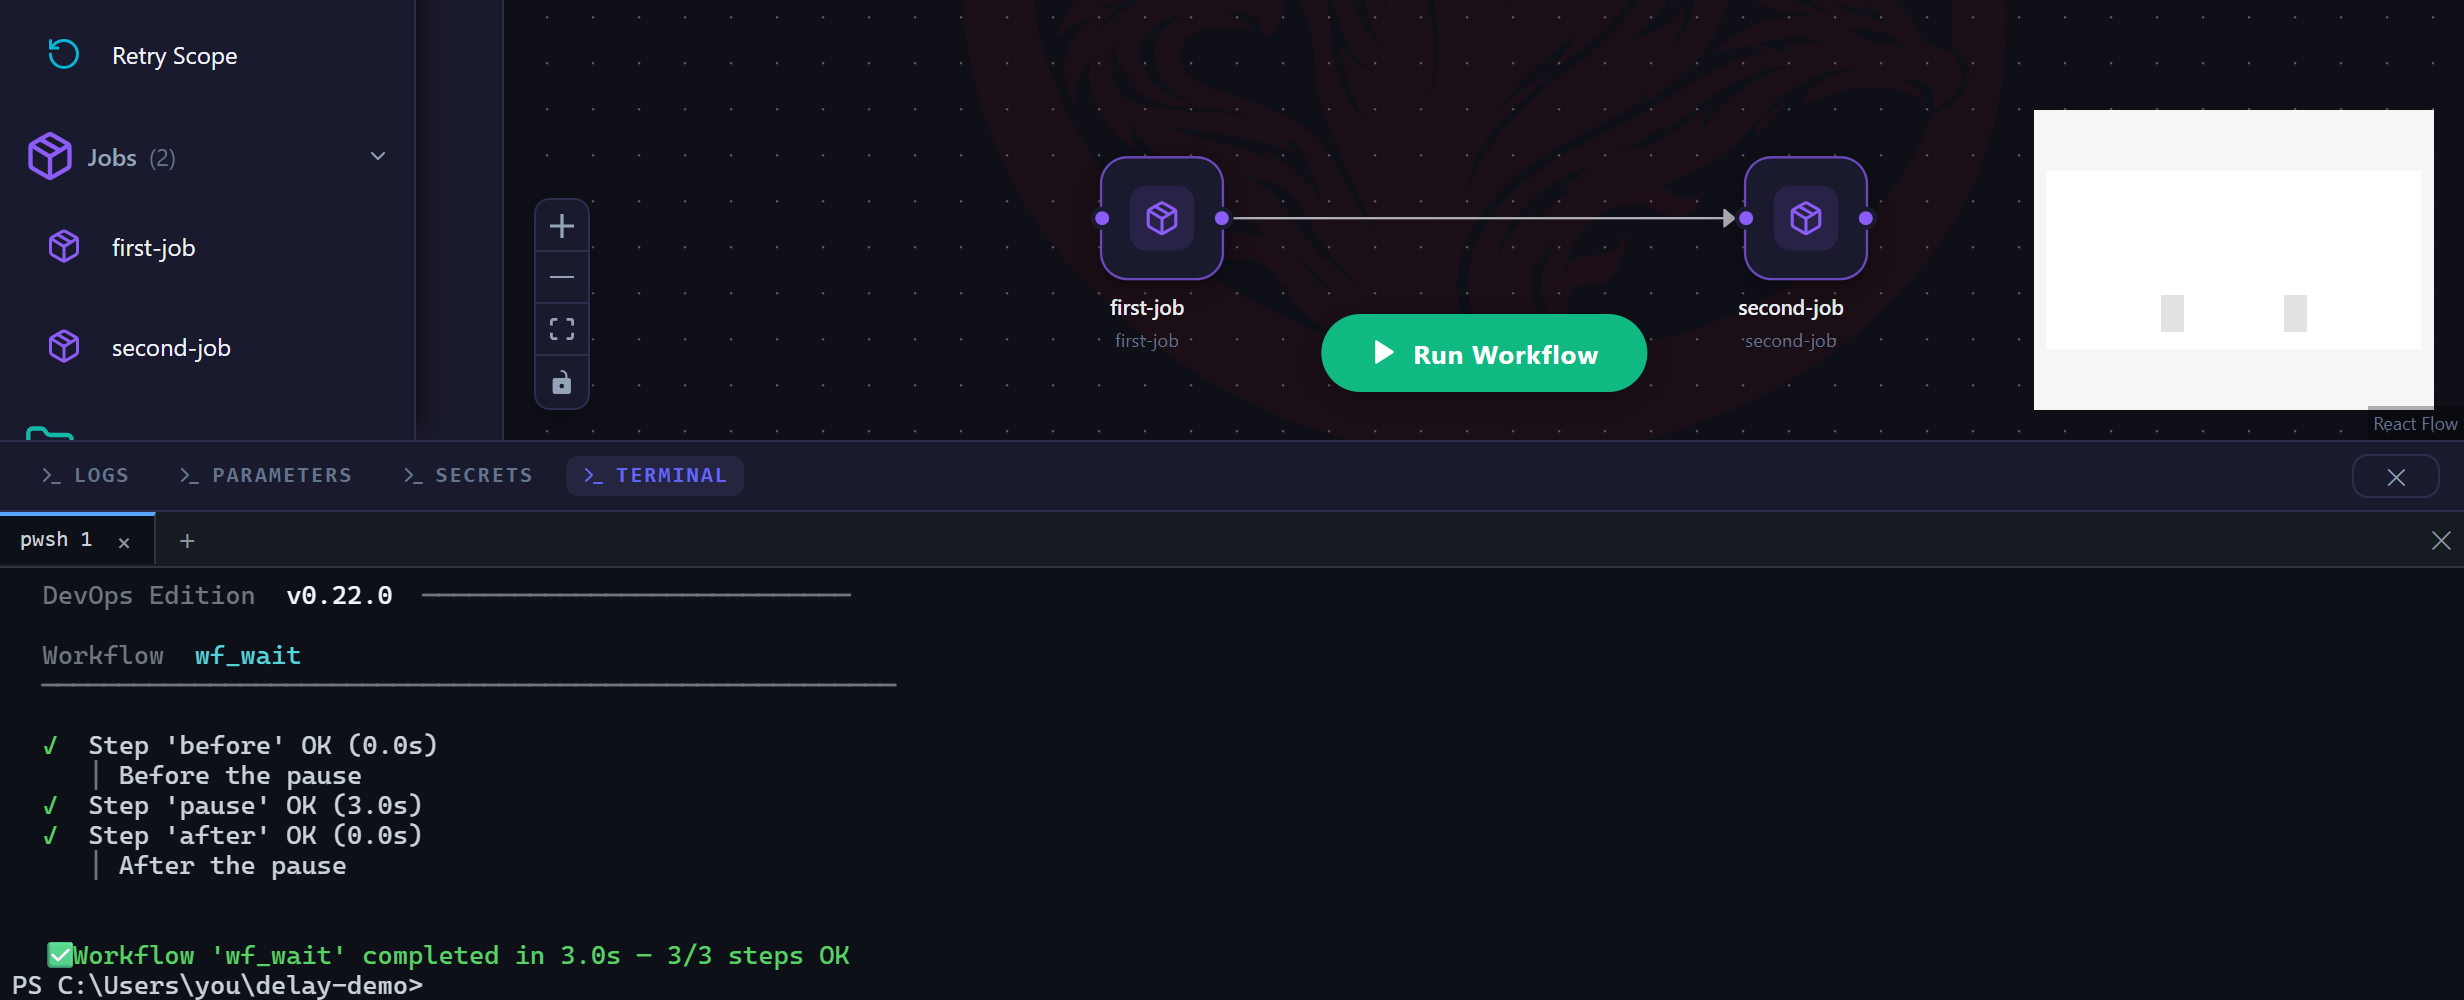 Retry Scope
Jobs (2)
first-job
second-job
first-job
first-job
second-job
second-job
Run Workflow
React Flow
LOGS
PARAMETERS
SECRETS
TERMINAL
pwsh 1
DevOps Edition v0.22.0
Workflow wf_wait
✓ Step 'before' OK (0.0s)
│ Before the pause
✓ Step 'pause' OK (3.0s)
✓ Step 'after' OK (0.0s)
│ After the pause
✅Workflow 'wf_wait' completed in 3.0s — 3/3 steps OK
PS C:\Users\you\delay-demo>